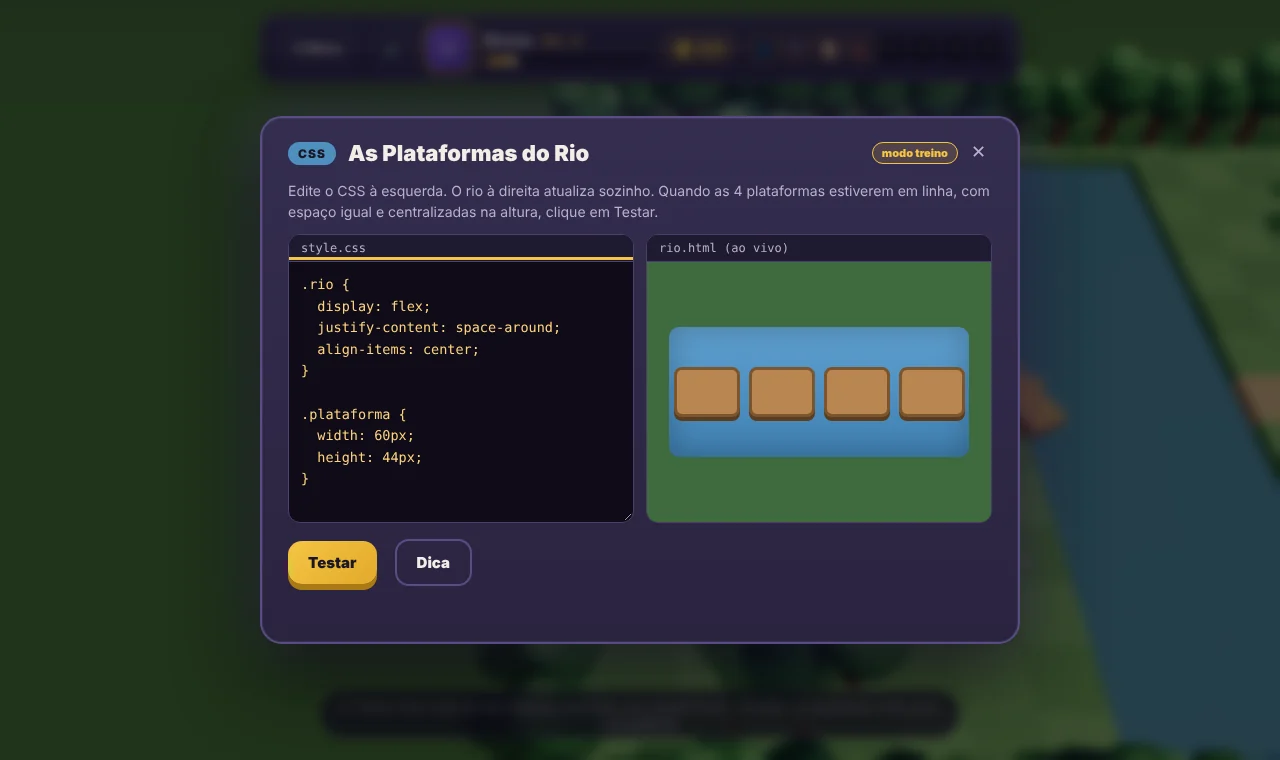 CSS As Plataformas do Rio modo treino ✕
Edite o CSS à esquerda. O rio à direita atualiza sozinho. Quando as 4 plataformas estiverem em linha, com
espaço igual e centralizadas na altura, clique em Testar.
style.css
.rio {
  display: flex;
  justify-content: space-around;
  align-items: center;
}

.plataforma {
  width: 60px;
  height: 44px;
}
rio.html (ao vivo)
Testar Dica